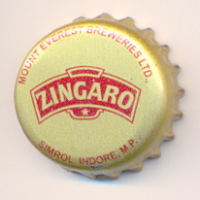 MOUNT EVEREST BREWERIES LTD.,
ZINGARO
SIMROL, INDORE, M.P.